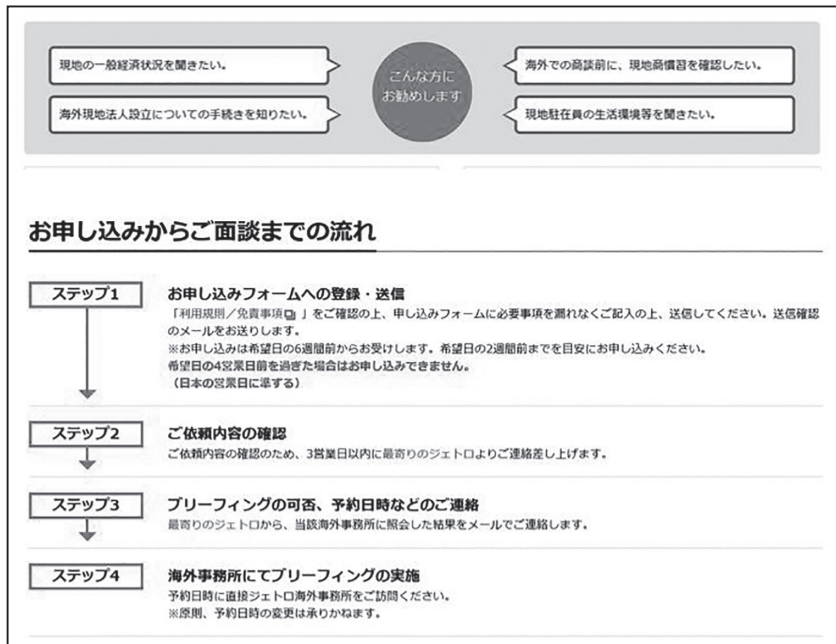 現地の一般経済状況を聞きたい。
海外現地法人設立についての手続きを知りたい。
こんな方に
お勧めします
海外での商談前に、現地商慣習を確認したい。
現地駐在員の生活環境等を聞きたい。
お申し込みからご面談までの流れ
ステップ1
お申し込みフォームへの登録・送信
「利用規則／免責事項 」をご確認の上、申し込みフォームに必要事項を漏れなくご記入の上、送信してください。送信確認
のメールをお送りします。
※お申し込みは希望日の6週間前からお受けします。希望日の2週間前までを目安にお申し込みください。
希望日の4営業日前を過ぎた場合はお申し込みできません。
（日本の営業日に準する）
ステップ2
ご依頼内容の確認
ご依頼内容の確認のため、3営業日以内に最寄りのジェトロよりご連絡差し上げます。
ステップ3
ブリーフィングの可否、予約日時などのご連絡
最寄りのジェトロから、当該海外事務所に照会した結果をメールでご連絡します。
ステップ4
海外事務所にてブリーフィングの実施
予約日時に直接ジェトロ海外事務所をご訪問ください。
※原則、予約日時の変更は承りかねます。